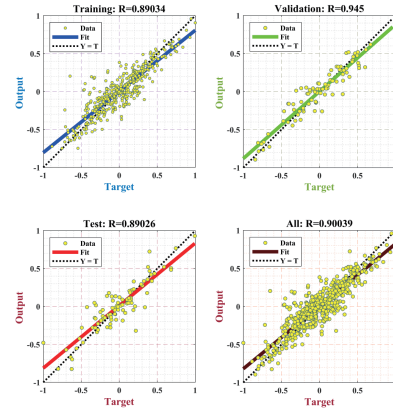 Training: R=0.89034
Data
Fit
Y = T
Output
1
0.5
0
-0.5
-1
-1 -0.5 0 0.5 1
Target
Validation: R=0.945
Data
Fit
Y = T
Output
1
0.5
0
-0.5
-1
-1 -0.5 0 0.5
Target
Test: R=0.89026
Data
Fit
Y = T
Output
1
0.5
0
-0.5
-1
-1 -0.5 0 0.5 1
Target
All: R=0.90039
Data
Fit
Y = T
Output
1
0.5
0
-0.5
-1
-1 -0.5 0 0.5
Target